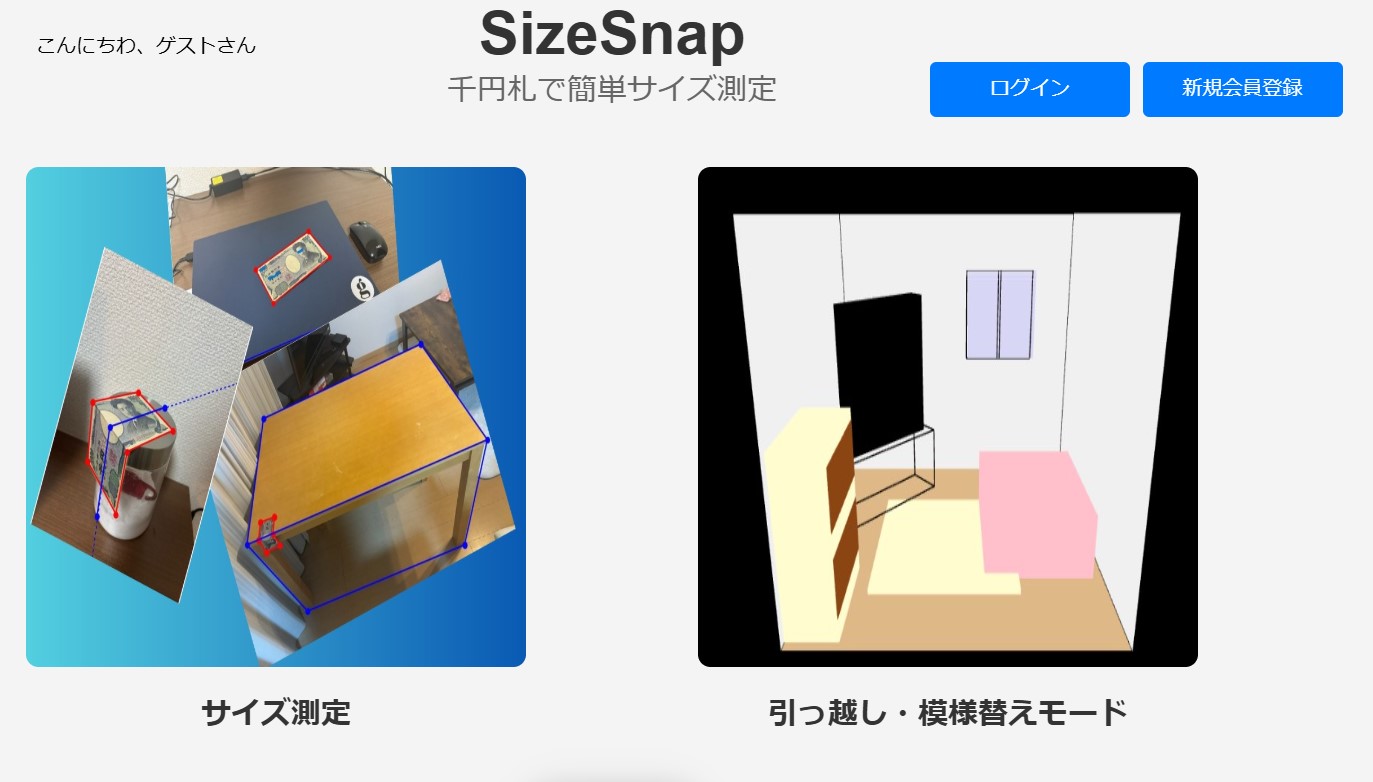 こんにちわ、ゲストさん
SizeSnap
千円札で簡単サイズ測定
ログイン
新規会員登録
g
サイズ測定
引っ越し・模様替えモード